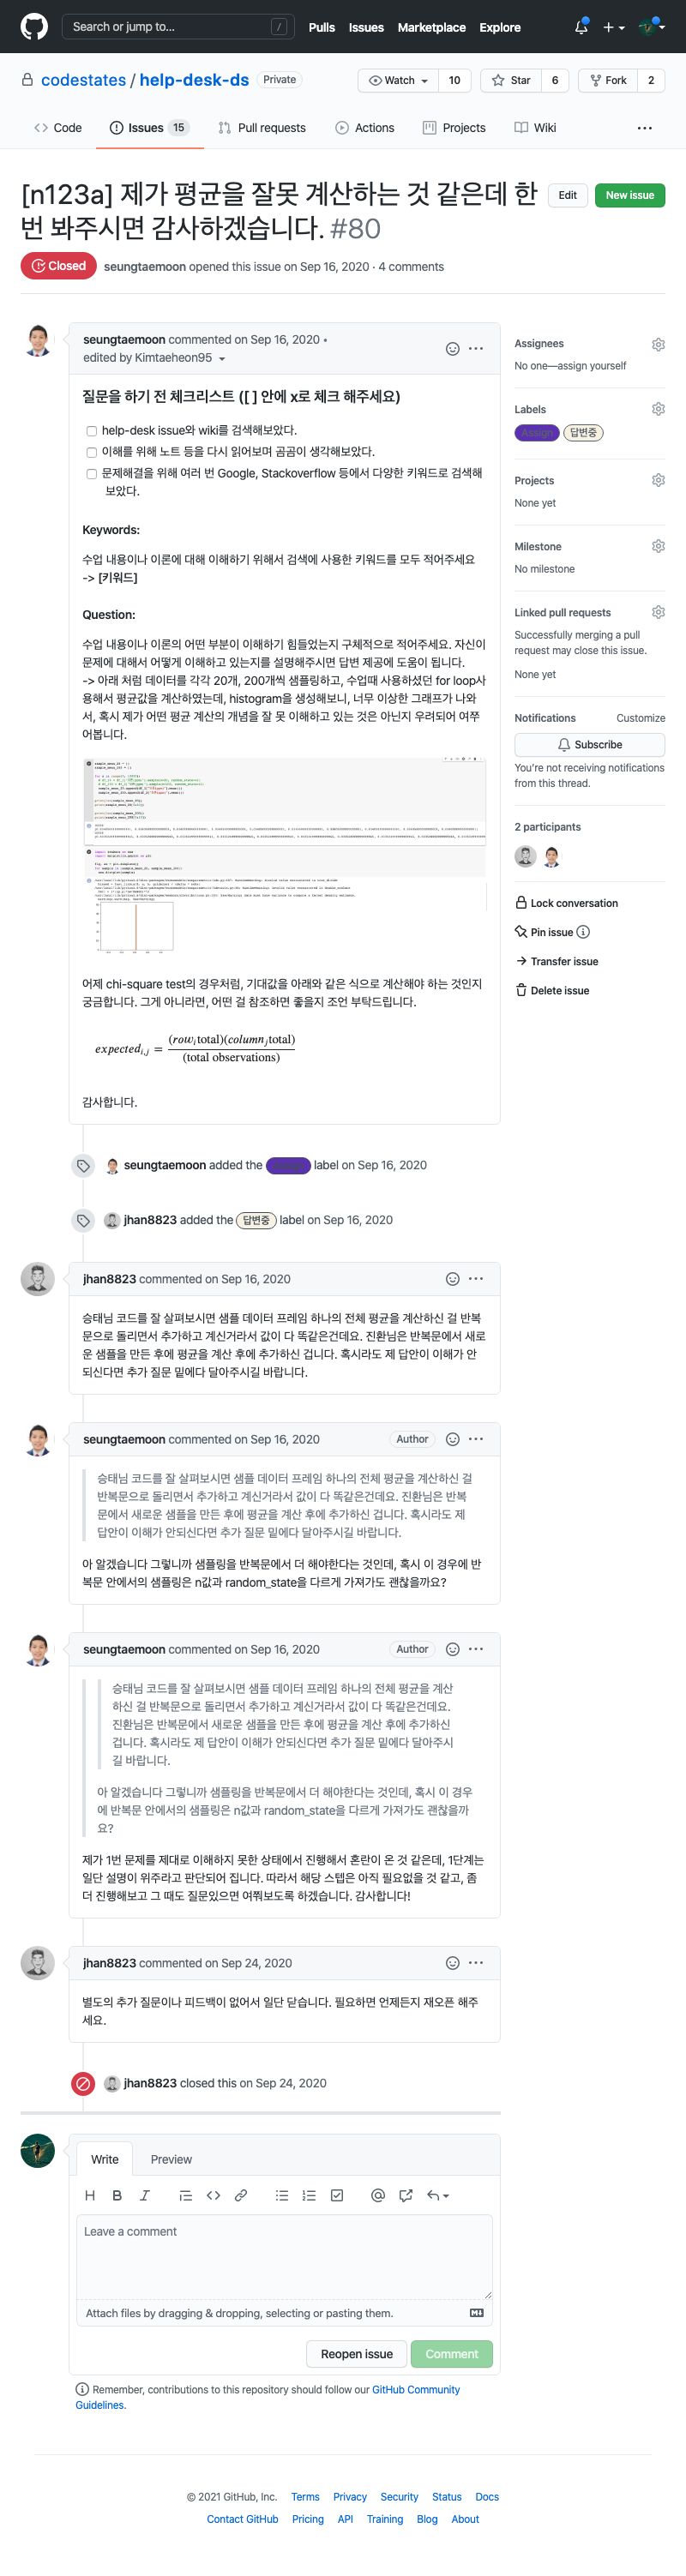 Search or jump to... /
Pulls Issues Marketplace Explore
codestates / help-desk-ds Private
Watch 10 Star 6 Fork 2
Code Issues 15 Pull requests Actions Projects Wiki
[n123a] 제가 평균을 잘못 계산하는 것 같은데 한
번 봐주시면 감사하겠습니다. #80
Edit New issue
Closed seungtaemoon opened this issue on Sep 16, 2020 · 4 comments
seungtaemoon commented on Sep 16, 2020 •
edited by Kimtaeheon95
질문을 하기 전 체크리스트 ([ ] 안에 x로 체크 해주세요)
help-desk issue와 wiki를 검색해보았다.
이해를 위해 노트 등을 다시 읽어보며 곰곰이 생각해보았다.
문제해결을 위해 여러 번 Google, Stackoverflow 등에서 다양한 키워드로 검색해
보았다.
Keywords:
수업 내용이나 이론에 대해 이해하기 위해서 검색에 사용한 키워드를 모두 적어주세요
-> [키워드]
Question:
수업 내용이나 이론의 어떤 부분이 이해하기 힘들었는지 구체적으로 적어주세요. 자신이
문제에 대해서 어떻게 이해하고 있는지를 설명해주시면 답변 제공에 도움이 됩니다.
-> 아래 처럼 데이터를 각각 20개, 200개씩 샘플링하고, 수업때 사용하셨던 for loop사
용해서 평균값을 계산하였는데, histogram을 생성해보니, 너무 이상한 그래프가 나와
서, 혹시 제가 어떤 평균 계산의 개념을 잘 못 이해하고 있는 것은 아닌지 우려되어 여쭈
어봅니다.
어제 chi-square test의 경우처럼, 기대값을 아래와 같은 식으로 계산해야 하는 것인지
궁금합니다. 그게 아니라면, 어떤 걸 참조하면 좋을지 조언 부탁드립니다.
expected i,j = (row i total)(column j total) / (total observations)
감사합니다.
Assignees
No one—assign yourself
Labels
Assign 답변중
Projects
None yet
Milestone
No milestone
Linked pull requests
Successfully merging a pull
request may close this issue.
None yet
Notifications Customize
Subscribe
You're not receiving notifications
from this thread.
2 participants
Lock conversation
Pin issue
Transfer issue
Delete issue
seungtaemoon added the label on Sep 16, 2020
jhan8823 added the 답변중 label on Sep 16, 2020
jhan8823 commented on Sep 16, 2020
승태님 코드를 잘 살펴보시면 샘플 데이터 프레임 하나의 전체 평균을 계산하신 걸 반복
문으로 돌리면서 추가하고 계신거라서 값이 다 똑같은건데요. 진환님은 반복문에서 새로
운 샘플을 만든 후에 평균을 계산 후에 추가하신 겁니다. 혹시라도 제 답안이 이해가 안
되신다면 추가 질문 밑에다 달아주시길 바랍니다.
seungtaemoon commented on Sep 16, 2020 Author
승태님 코드를 잘 살펴보시면 샘플 데이터 프레임 하나의 전체 평균을 계산하신 걸
반복문으로 돌리면서 추가하고 계신거라서 값이 다 똑같은건데요. 진환님은 반복
문에서 새로운 샘플을 만든 후에 평균을 계산 후에 추가하신 겁니다. 혹시라도 제
답안이 이해가 안되신다면 추가 질문 밑에다 달아주시길 바랍니다.
아 알겠습니다 그렇니까 샘플링을 반복문에서 더 해야한다는 것인데, 혹시 이 경우에 반
복문 안에서의 샘플링은 n값과 random_state을 다르게 가져가도 괜찮을까요?
seungtaemoon commented on Sep 16, 2020 Author
승태님 코드를 잘 살펴보시면 샘플 데이터 프레임 하나의 전체 평균을 계산
하신 걸 반복문으로 돌리면서 추가하고 계신거라서 값이 다 똑같은건데요.
진환님은 반복문에서 새로운 샘플을 만든 후에 평균을 계산 후에 추가하신
겁니다. 혹시라도 제 답안이 이해가 안되신다면 추가 질문 밑에다 달아주시
길 바랍니다.
아 알겠습니다 그렇니까 샘플링을 반복문에서 더 해야한다는 것인데, 혹시 이 경우
에 반복문 안에서의 샘플링은 n값과 random_state을 다르게 가져가도 괜찮을까
요?
제가 1번 문제를 제대로 이해하지 못한 상태에서 진행해서 혼란이 온 것 같은데, 1단계는
일단 설명이 위주라고 판단되어 집니다. 따라서 해당 스텝은 아직 필요없을 것 같고, 좀
더 진행해보고 그 때도 질문있으면 여쭤보도록 하겠습니다. 감사합니다!
jhan8823 commented on Sep 24, 2020
별도의 추가 질문이나 피드백이 없어서 일단 닫습니다. 필요하면 언제든지 재오픈 해주
세요.
jhan8823 closed this on Sep 24, 2020
Write Preview
Leave a comment
Attach files by dragging & dropping, selecting or pasting them.
Reopen issue Comment
Remember, contributions to this repository should follow our GitHub Community
Guidelines.
© 2021 GitHub, Inc. Terms Privacy Security Status Docs
Contact GitHub Pricing API Training Blog About